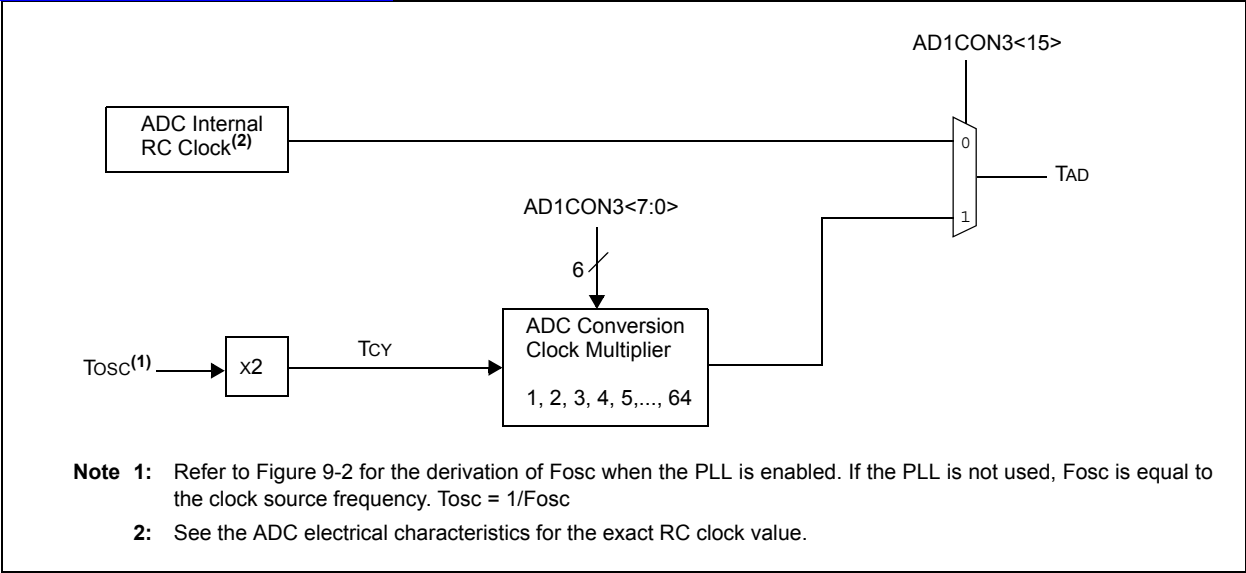 AD1CON3<15>
ADC Internal
RC Clock(2)
0
TAD
AD1CON3<7:0>
1
6
ADC Conversion
Clock Multiplier
TOSC(1)
x2
TCY
1, 2, 3, 4, 5,..., 64
Note 1: Refer to Figure 9-2 for the derivation of Fosc when the PLL is enabled. If the PLL is not used, Fosc is equal to
the clock source frequency. Tosc = 1/Fosc
2: See the ADC electrical characteristics for the exact RC clock value.